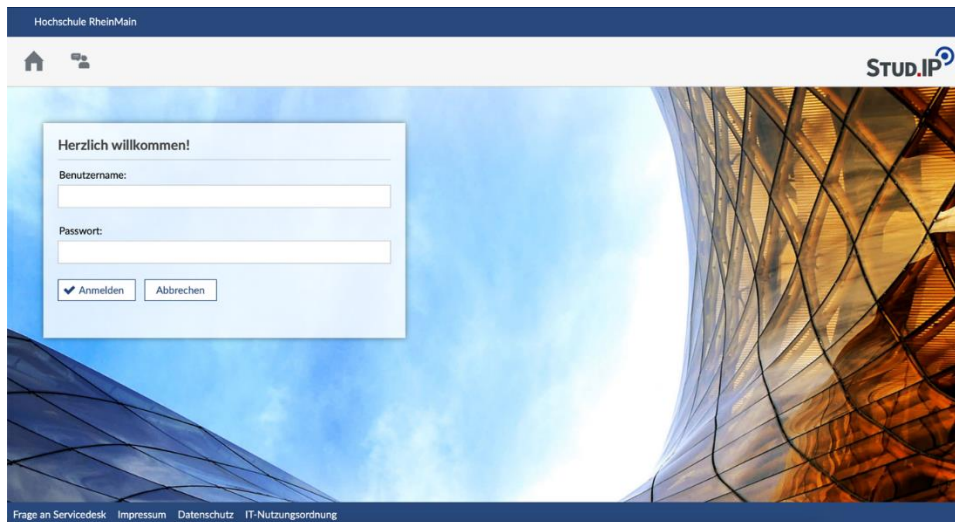 Hochschule RheinMain
STUD.IP
Herzlich willkommen!
Benutzername:
Passwort:
Anmelden Abbrechen
Frage an Servicedesk Impressum Datenschutz IT-Nutzungsordnung